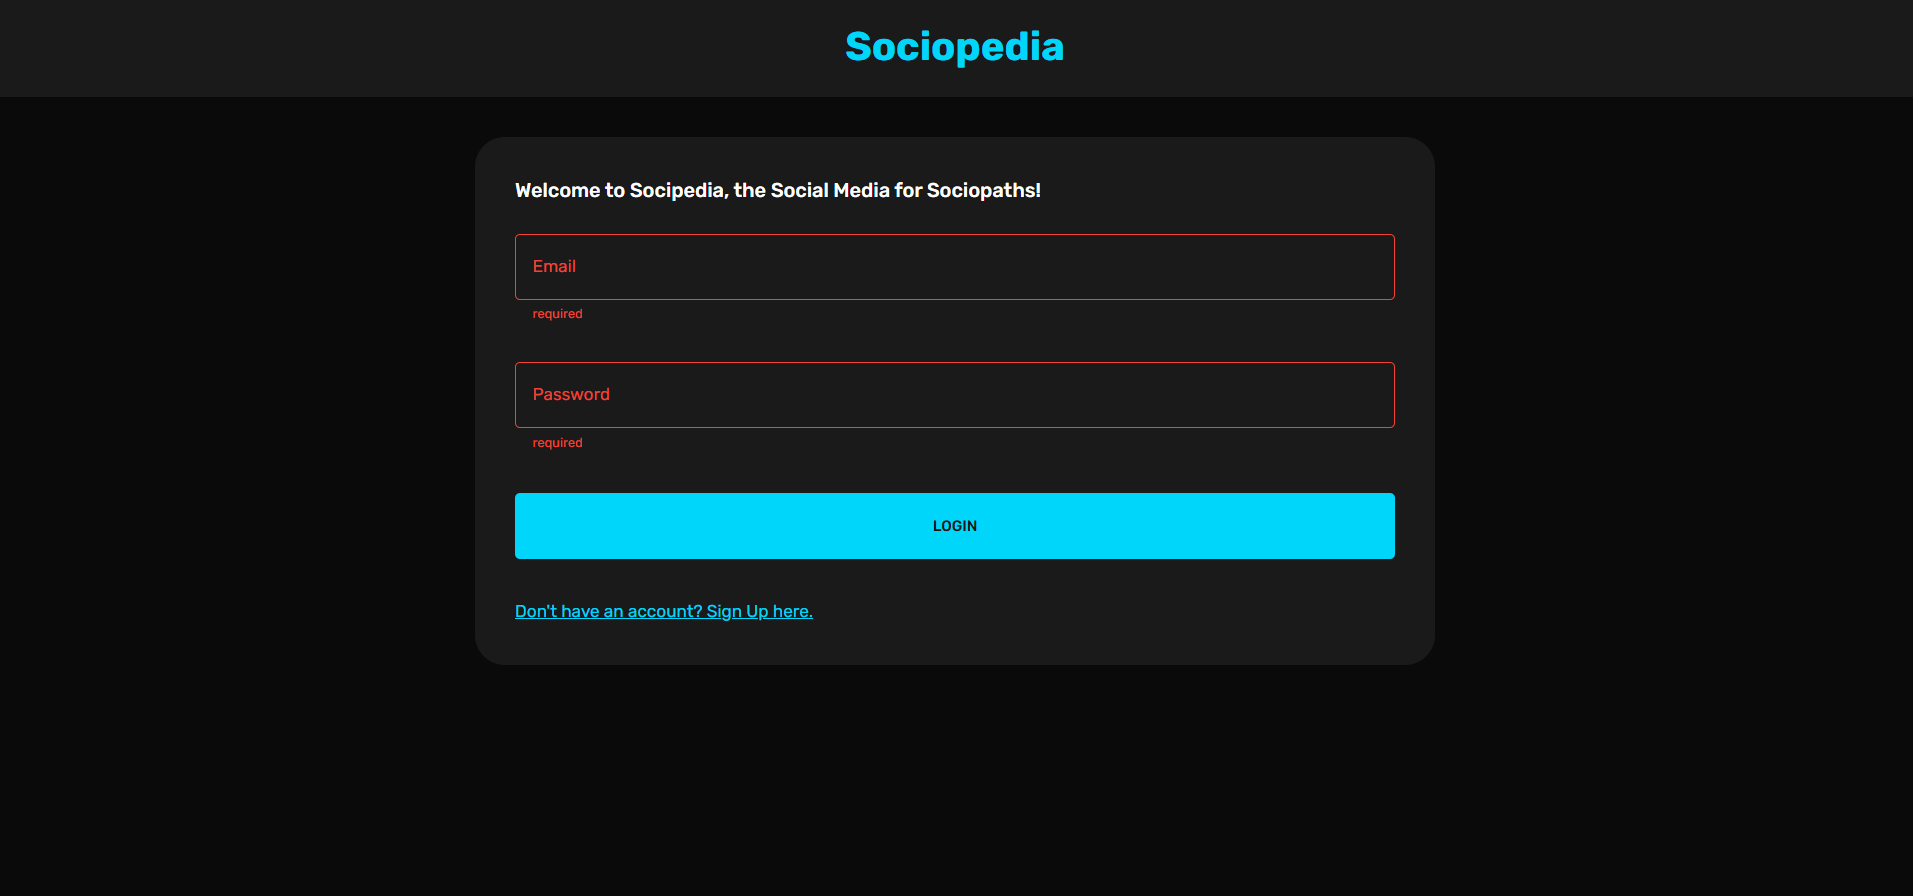 Sociopedia
Welcome to Socipedia, the Social Media for Sociopaths!
Email
required
Password
required
LOGIN
Don't have an account? Sign Up here.